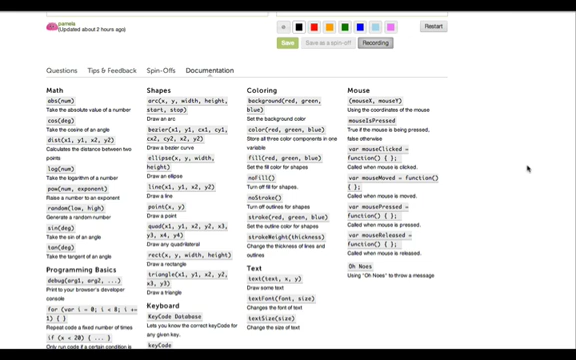 pamela
(Updated about 2 hours ago)
Restart
Save
Save as a spin-off
Recording
Questions
Tips & Feedback
Spin-Offs
Documentation
Math
abs(num)
Take the absolute value of a number
cos(deg)
Take the cosine of an angle
dist(x1, y1, x2, y2)
Calculates the distance between two
points
log(num)
Take the logarithm of a number
pow(num, exponent)
Raise a number to an exponent
random(low, high)
Generate a random number
sin(deg)
Take the sin of an angle
tan(deg)
Take the tangent of an angle
Programming Basics
debug(arg1, arg2, ...)
Print to your browser's developer
console
for (var i = 0; i < 8; i +=
1) { }
Repeat code a fixed number of times
if (x < 20) { ... }
Only run code if a certain condition is
Shapes
arc(x, y, width, height,
start, stop)
Draw an arc
bezier(x1, y1, cx1, cy1,
cx2, cy2, x2, y2)
Draw a bezier curve
ellipse(x, y, width,
height)
Draw an ellipse
line(x1, y1, x2, y2)
Draw a line
point(x, y)
Draw a point
quad(x1, y1, x2, y2, x3,
y3, x4, y4)
Draw any quadrilateral
rect(x, y, width, height)
Draw a rectangle
triangle(x1, y1, x2, y2,
x3, y3)
Draw a triangle
Keyboard
KeyCode Database
Lets you know the correct keyCode for
any given key.
keyCode
Coloring
background(red, green,
blue)
Set the background color
color(red, green, blue)
Store all three color components in one
variable
fill(red, green, blue)
Set the fill color for shapes
noFill()
Turn off fill for shapes.
noStroke()
Turn off outlines for shapes
stroke(red, green, blue)
Set the outline color for shapes
strokeWeight(thickness)
Change the thickness of lines and
outlines
Text
text(text, x, y)
Draw some text
textFont(font, size)
Changes the font of text
textSize(size)
Change the size of text
Mouse
(mouseX, mouseY)
Using the coordinates of the mouse
mouseIsPressed
True if the mouse is being pressed,
false otherwise
var mouseClicked =
function() { };
Called when mouse is clicked.
var mouseMoved = function()
{ };
Called when mouse is moved.
var mousePressed =
function() { };
Called when mouse is pressed.
var mouseReleased =
function() { };
Called when mouse is released.
Oh Noes
Using "Oh Noes" to throw a message